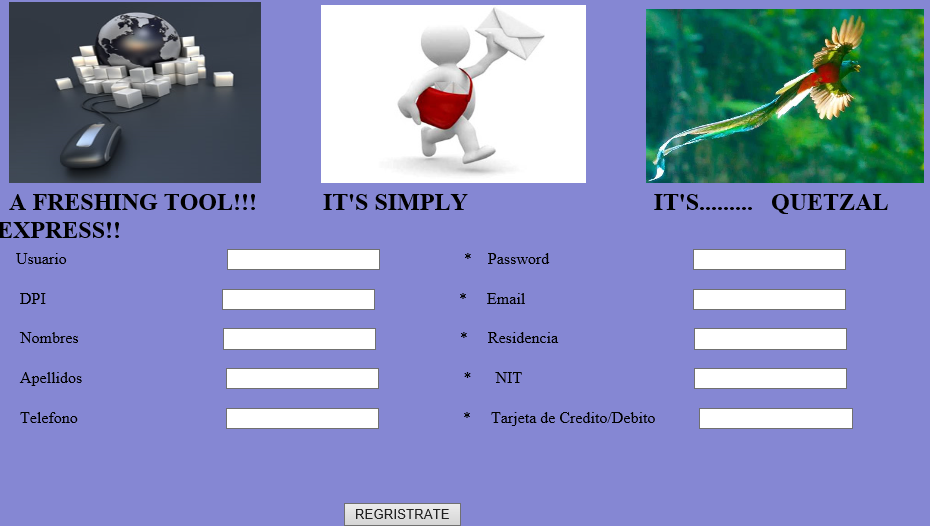 A FRESHING TOOL!!! IT'S SIMPLY IT'S......... QUETZAL
EXPRESS!!
Usuario * Password
DPI * Email
Nombres * Residencia
Apellidos * NIT
Telefono * Tarjeta de Credito/Debito
REGRISTRATE